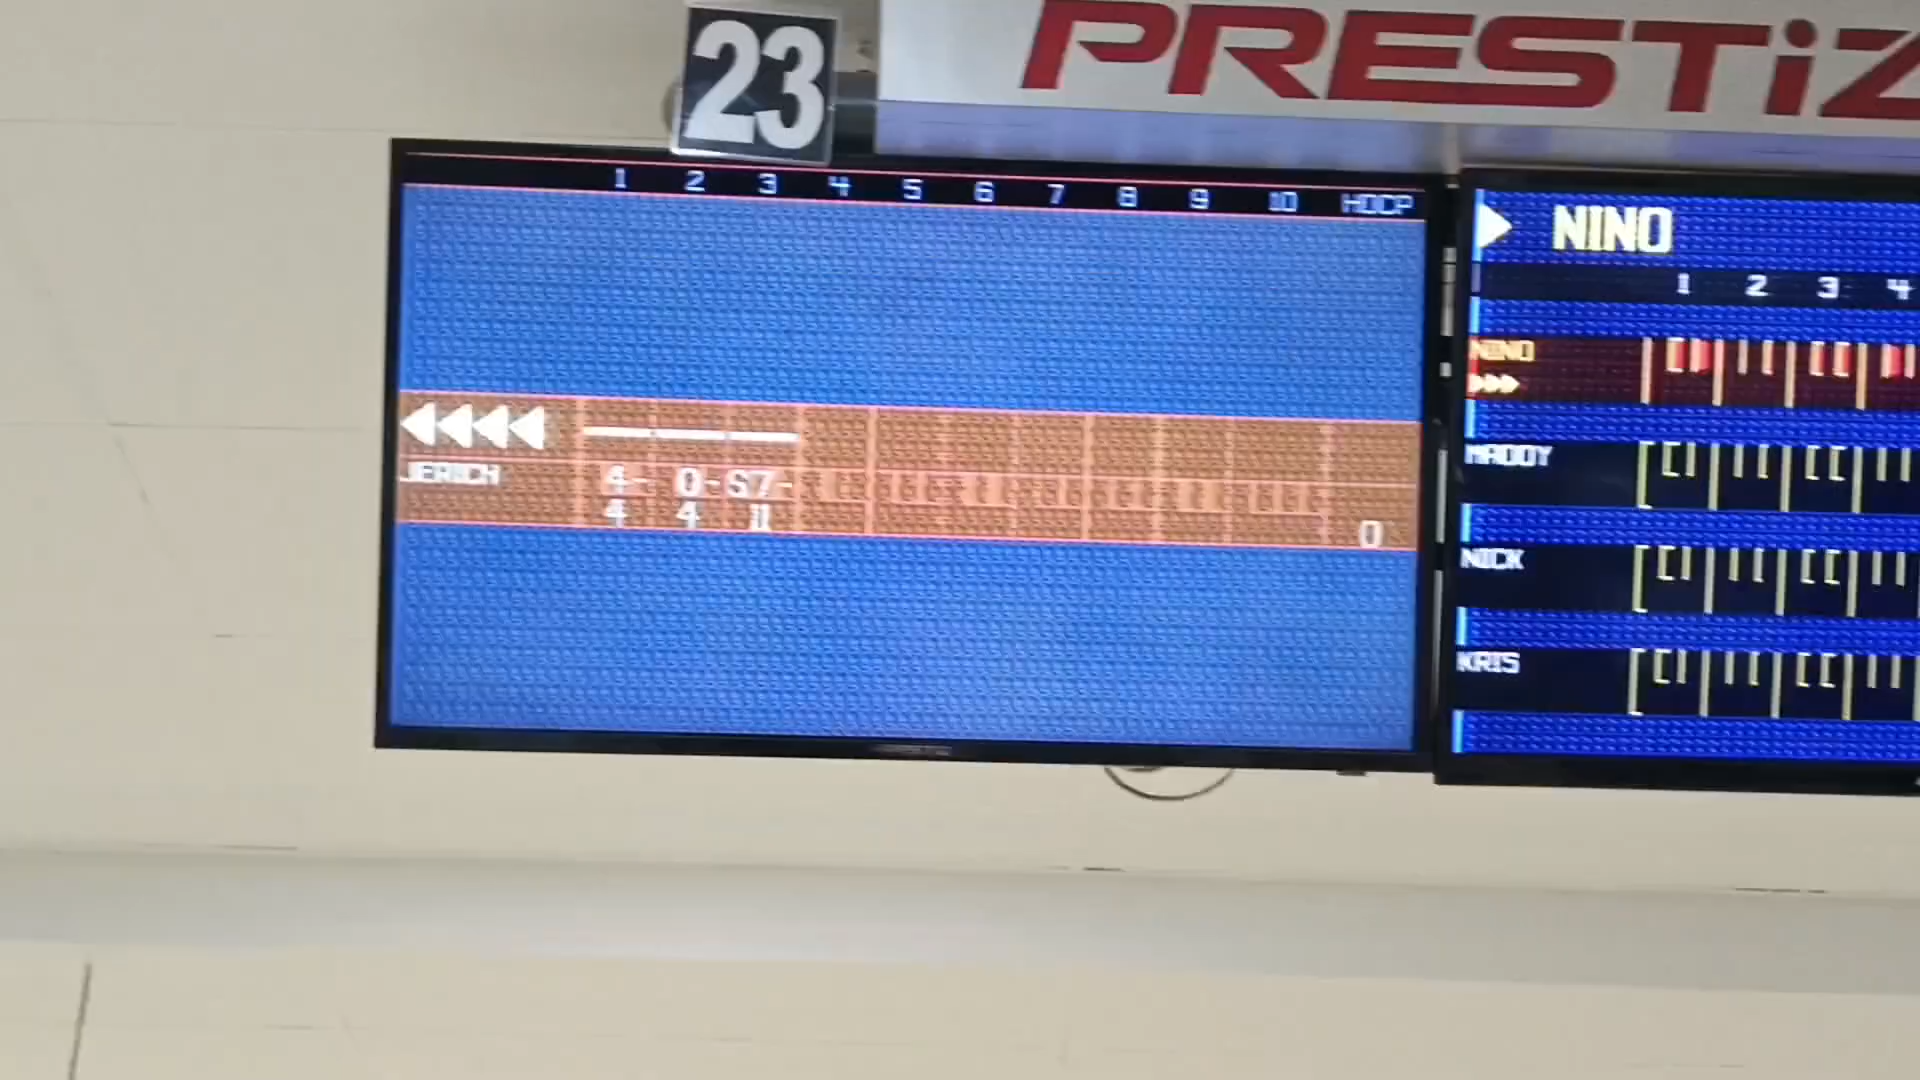 23
PRESTiZ
1 2 3 4 5 6 7 8 9 10 HDCP
JERICH 4- 0- S7-
4 4 11 0
NINO
1 2 3 4
NINO
MADDY
NICK
KRIS